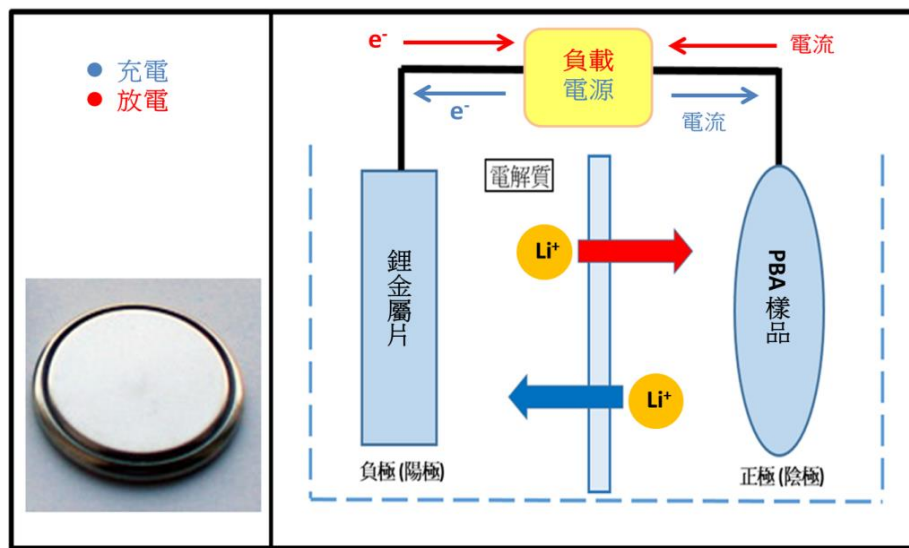 充電
放電
e-
電流
負載
電源
e-
電流
電解質
Li+
鋰金屬片
PBA 樣品
Li+
負極 (陽極)
正極 (陰極)